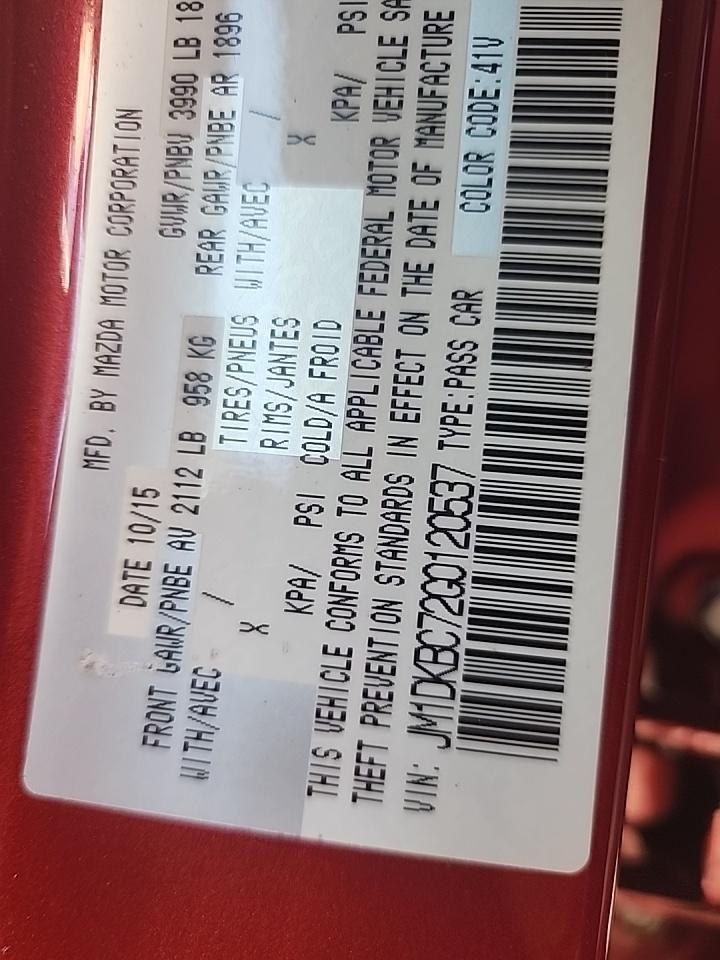 MFD. BY MAZDA MOTOR CORPORATION
DATE 10/15 GVWR/PNBV 3990 LB 18
FRONT GAWR/PNBE AV 2112 LB 958 KG REAR GAWR/PNBE AR 1896
WITH/AVEC / TIRES/PNEUS WITH/AVEC /
X RIMS/JANTES X
KPA/ PSI COLD/A FROID KPA/ PSI
THIS VEHICLE CONFORMS TO ALL APPLICABLE FEDERAL MOTOR VEHICLE SA
THEFT PREVENTION STANDARDS IN EFFECT ON THE DATE OF MANUFACTURE
VIN: JM1DKBC72G0120537 TYPE:PASS CAR COLOR CODE:41V